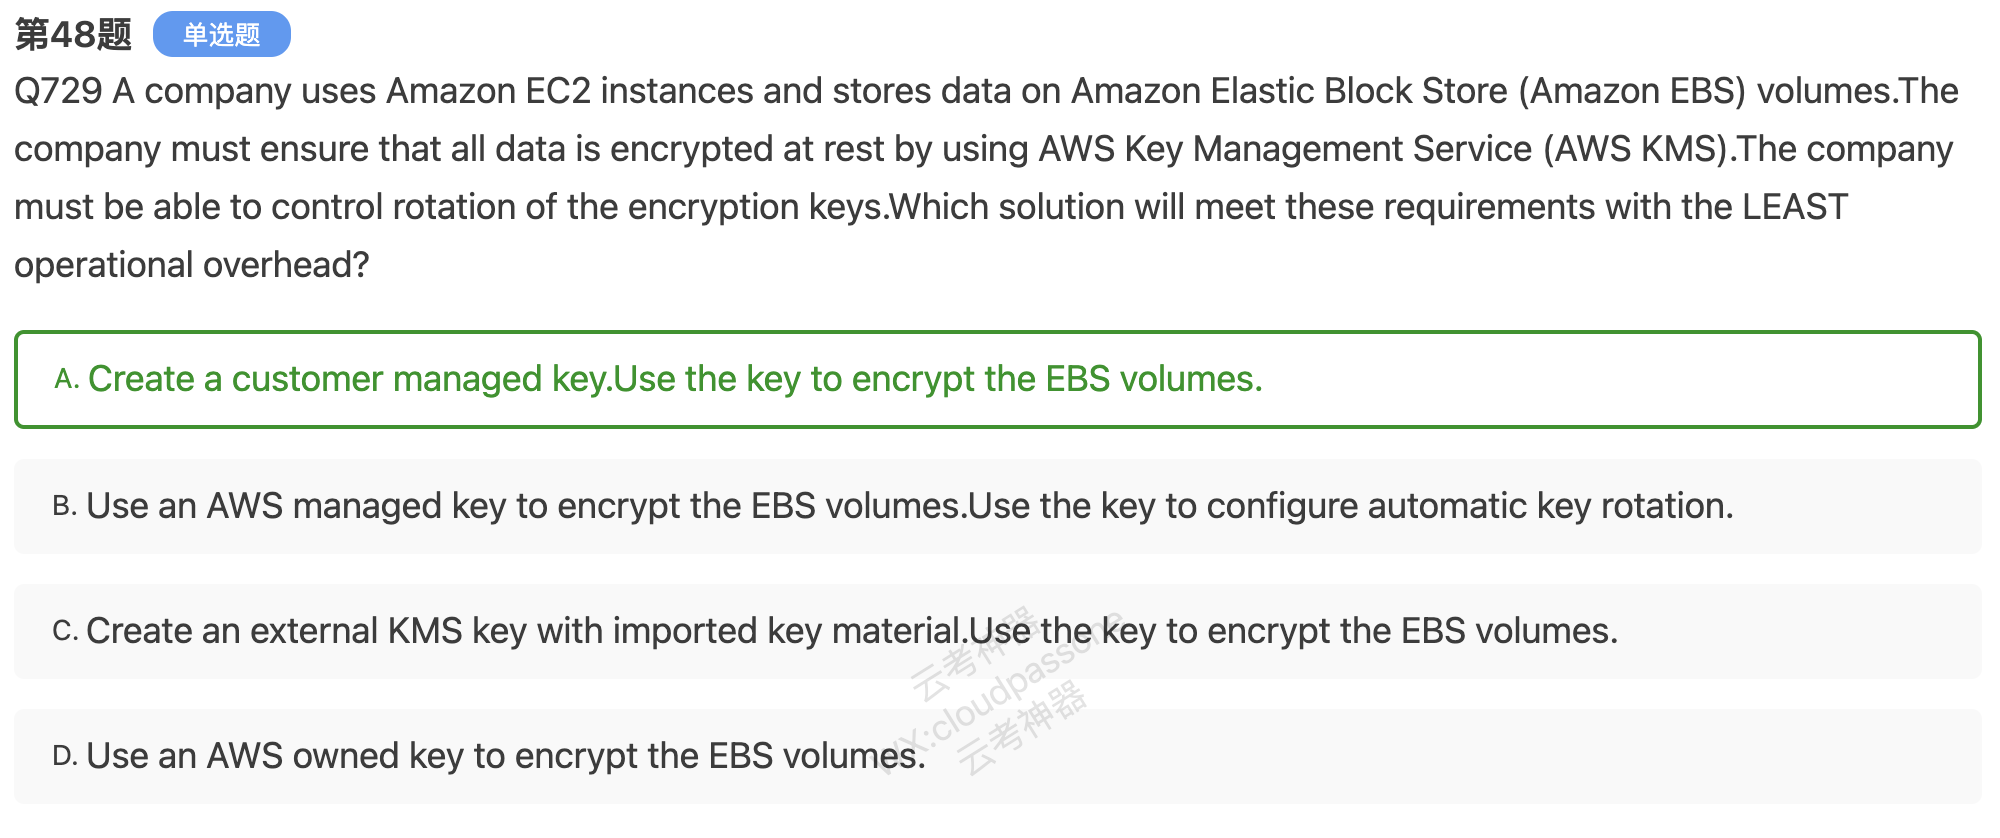 第48题 单选题
Q729 A company uses Amazon EC2 instances and stores data on Amazon Elastic Block Store (Amazon EBS) volumes.The
company must ensure that all data is encrypted at rest by using AWS Key Management Service (AWS KMS).The company
must be able to control rotation of the encryption keys.Which solution will meet these requirements with the LEAST
operational overhead?
A. Create a customer managed key.Use the key to encrypt the EBS volumes.
B. Use an AWS managed key to encrypt the EBS volumes.Use the key to configure automatic key rotation.
C. Create an external KMS key with imported key material.Use the key to encrypt the EBS volumes.
D. Use an AWS owned key to encrypt the EBS volumes.
云考神器
WX:cloudpassone
云考神器